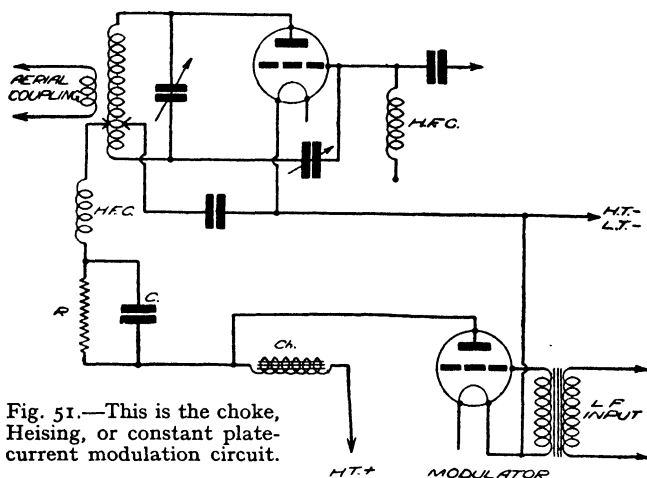 AERIAL
COUPLING
H.F.C.
H.F.C.
H.T.-
L.T.-
R
C.
Ch.
L F
INPUT
Fig. 51.—This is the choke,
Heising, or constant plate-
current modulation circuit.
H T. +
MODULATOR